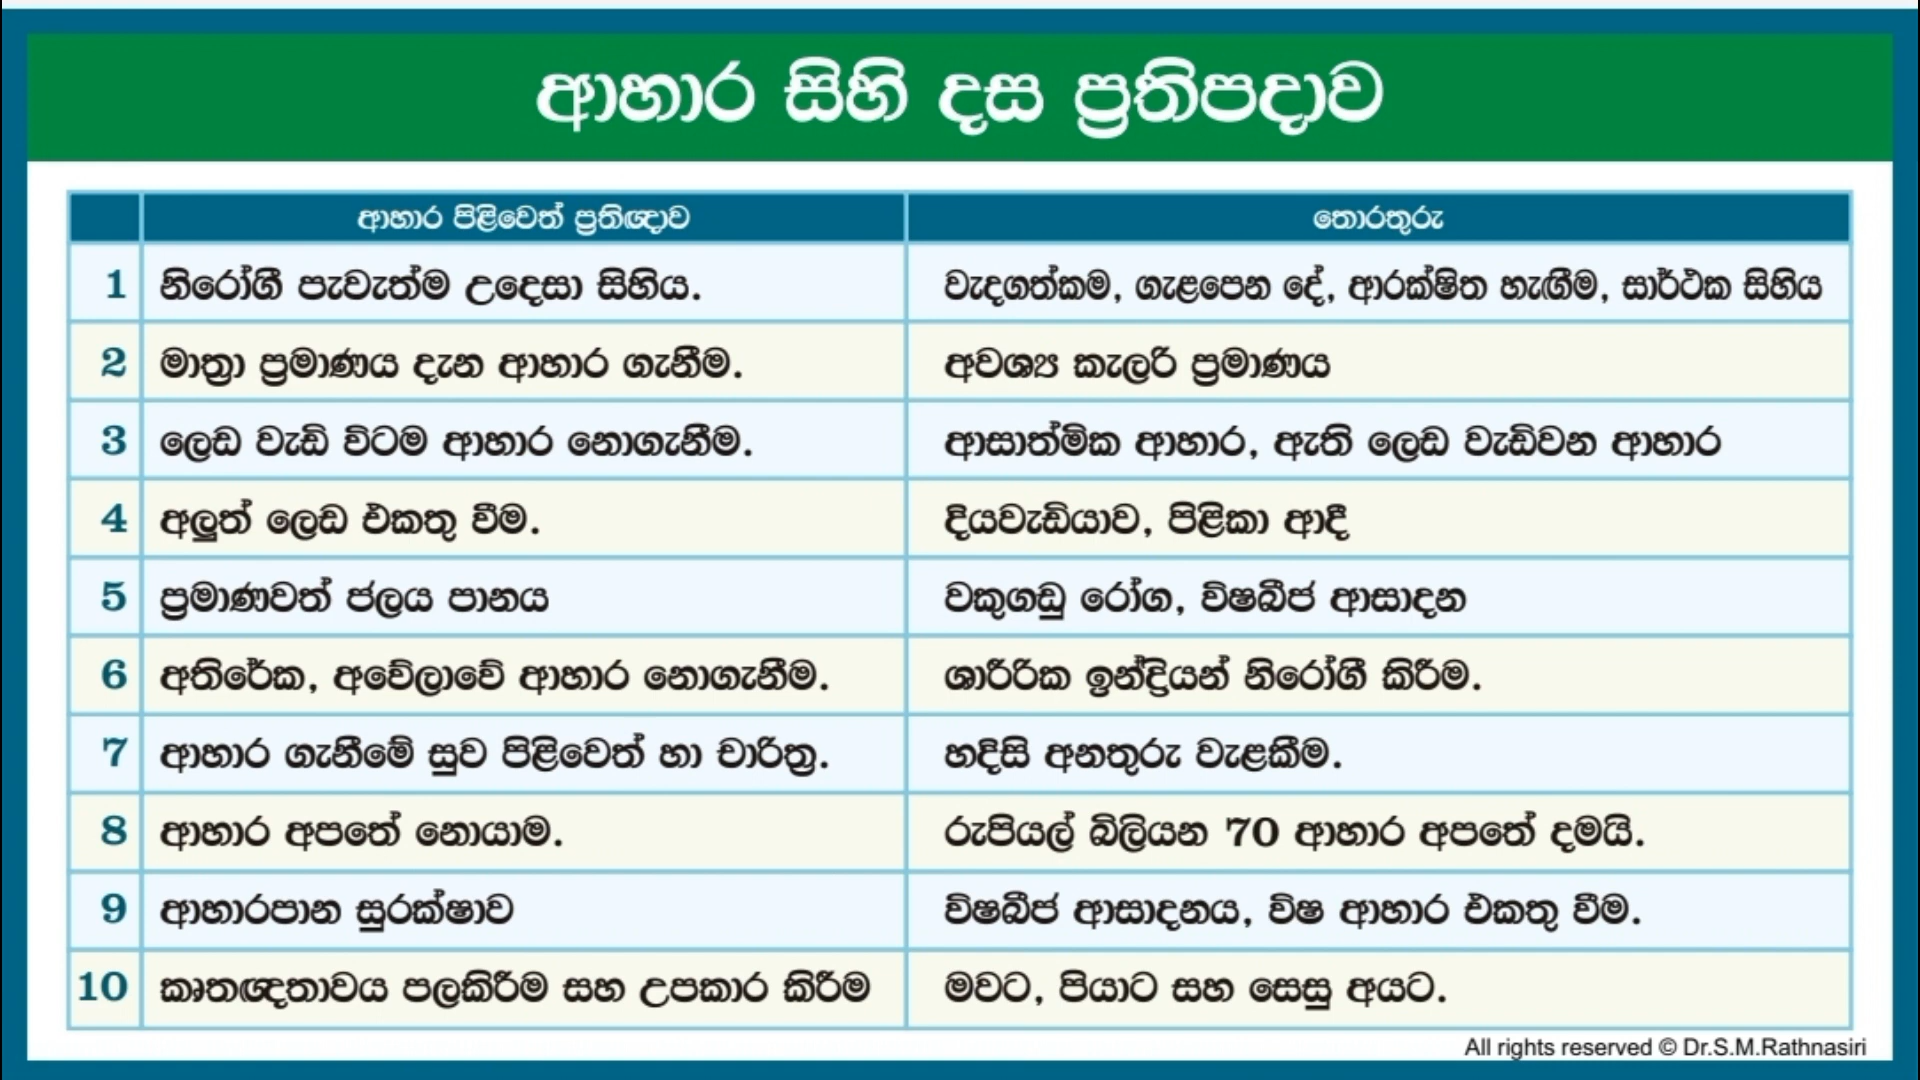 ආහාර සිහි දස ප්‍රතිපදාව
ආහාර පිළිවෙත් ප්‍රතිඥාව තොරතුරු
1 නිරෝගී පැවැත්ම උදෙසා සිහිය. වැදගත්කම, ගැළපෙන දේ, ආරක්ෂිත හැඟීම, සාර්ථක සිහිය
2 මාත්‍රා ප්‍රමාණය දැන ආහාර ගැනීම. අවශ්‍ය කැලරි ප්‍රමාණය
3 ලෙඩ වැඩි විටම ආහාර නොගැනීම. ආසාත්මික ආහාර, ඇති ලෙඩ වැඩිවන ආහාර
4 අලුත් ලෙඩ එකතු වීම. දියවැඩියාව, පිළිකා ආදී
5 ප්‍රමාණවත් ජලය පානය වකුගඩු රෝග, විෂබීජ ආසාදන
6 අතිරේක, අවේලාවේ ආහාර නොගැනීම. ශාරීරික ඉන්ද්‍රියන් නිරෝගී කිරීම.
7 ආහාර ගැනීමේ සුව පිළිවෙත් හා චාරිත්‍ර. හදිසි අනතුරු වැළකීම.
8 ආහාර අපතේ නොයාම. රුපියල් බිලියන 70 ආහාර අපතේ දමයි.
9 ආහාරපාන සුරක්ෂාව විෂබීජ ආසාදනය, විෂ ආහාර එකතු වීම.
10 කෘතඥතාවය පලකිරීම සහ උපකාර කිරීම මවට, පියාට සහ සෙසු අයට.
All rights reserved © Dr.S.M.Rathnasiri